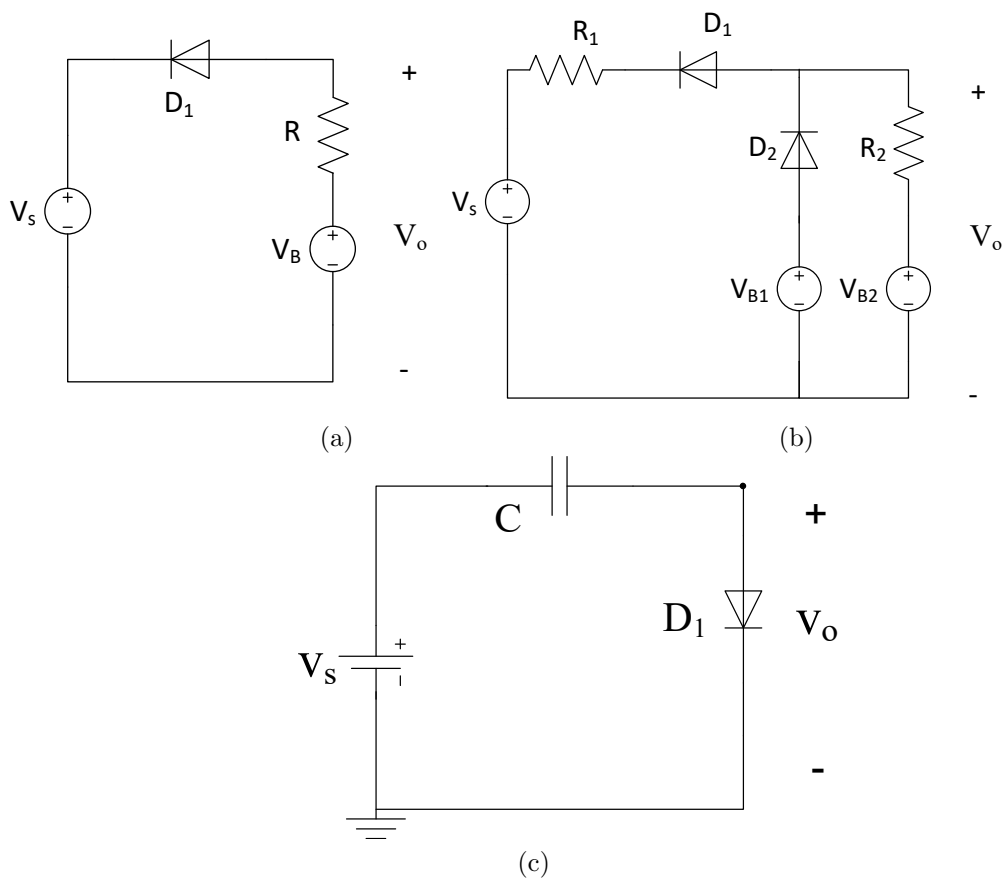 D1
R
Vs
+
−
VB
+
−
+
Vo
-
(a)
R1
D1
D2
R2
Vs
+
−
VB1
+
−
VB2
+
−
+
Vo
-
(b)
C
D1
Vs
+
−
+
Vo
-
(c)